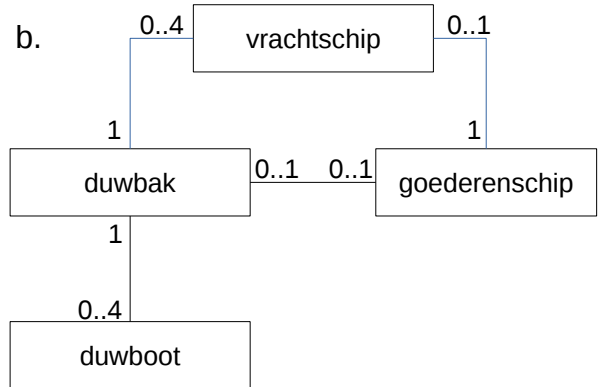 b.
0..4 vrachtschip 0..1
1 1
duwbak 0..1 0..1 goederenschip
1
0..4
duwboot